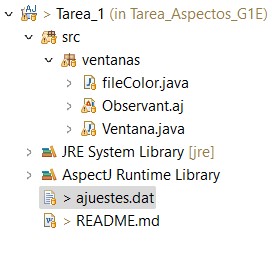 > Tarea_1 (in Tarea_Aspectos_G1E)
src
ventanas
fileColor.java
Observant.aj
Ventana.java
JRE System Library [jre]
AspectJ Runtime Library
> ajuestes.dat
> README.md